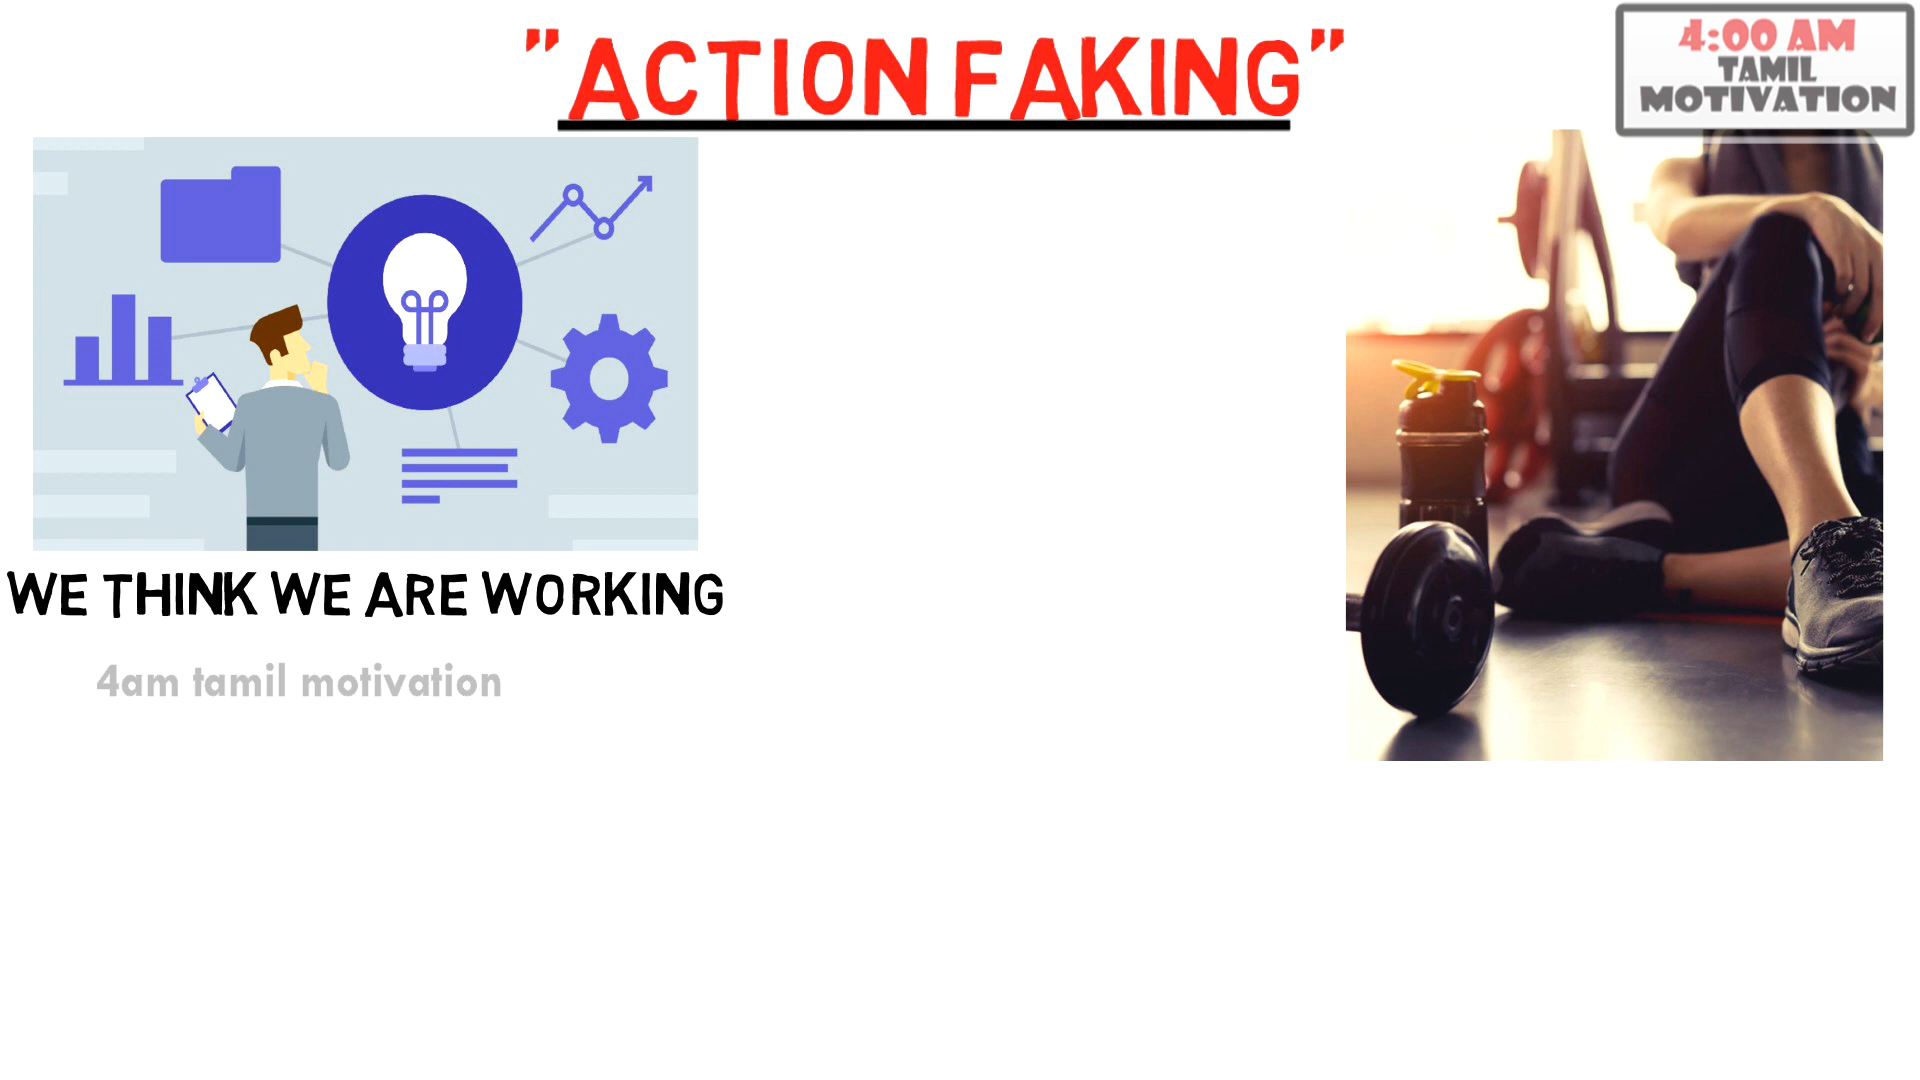 "ACTION FAKING"
4:00 AM
TAMIL
MOTIVATION
WE THINK WE ARE WORKING
4am tamil motivation